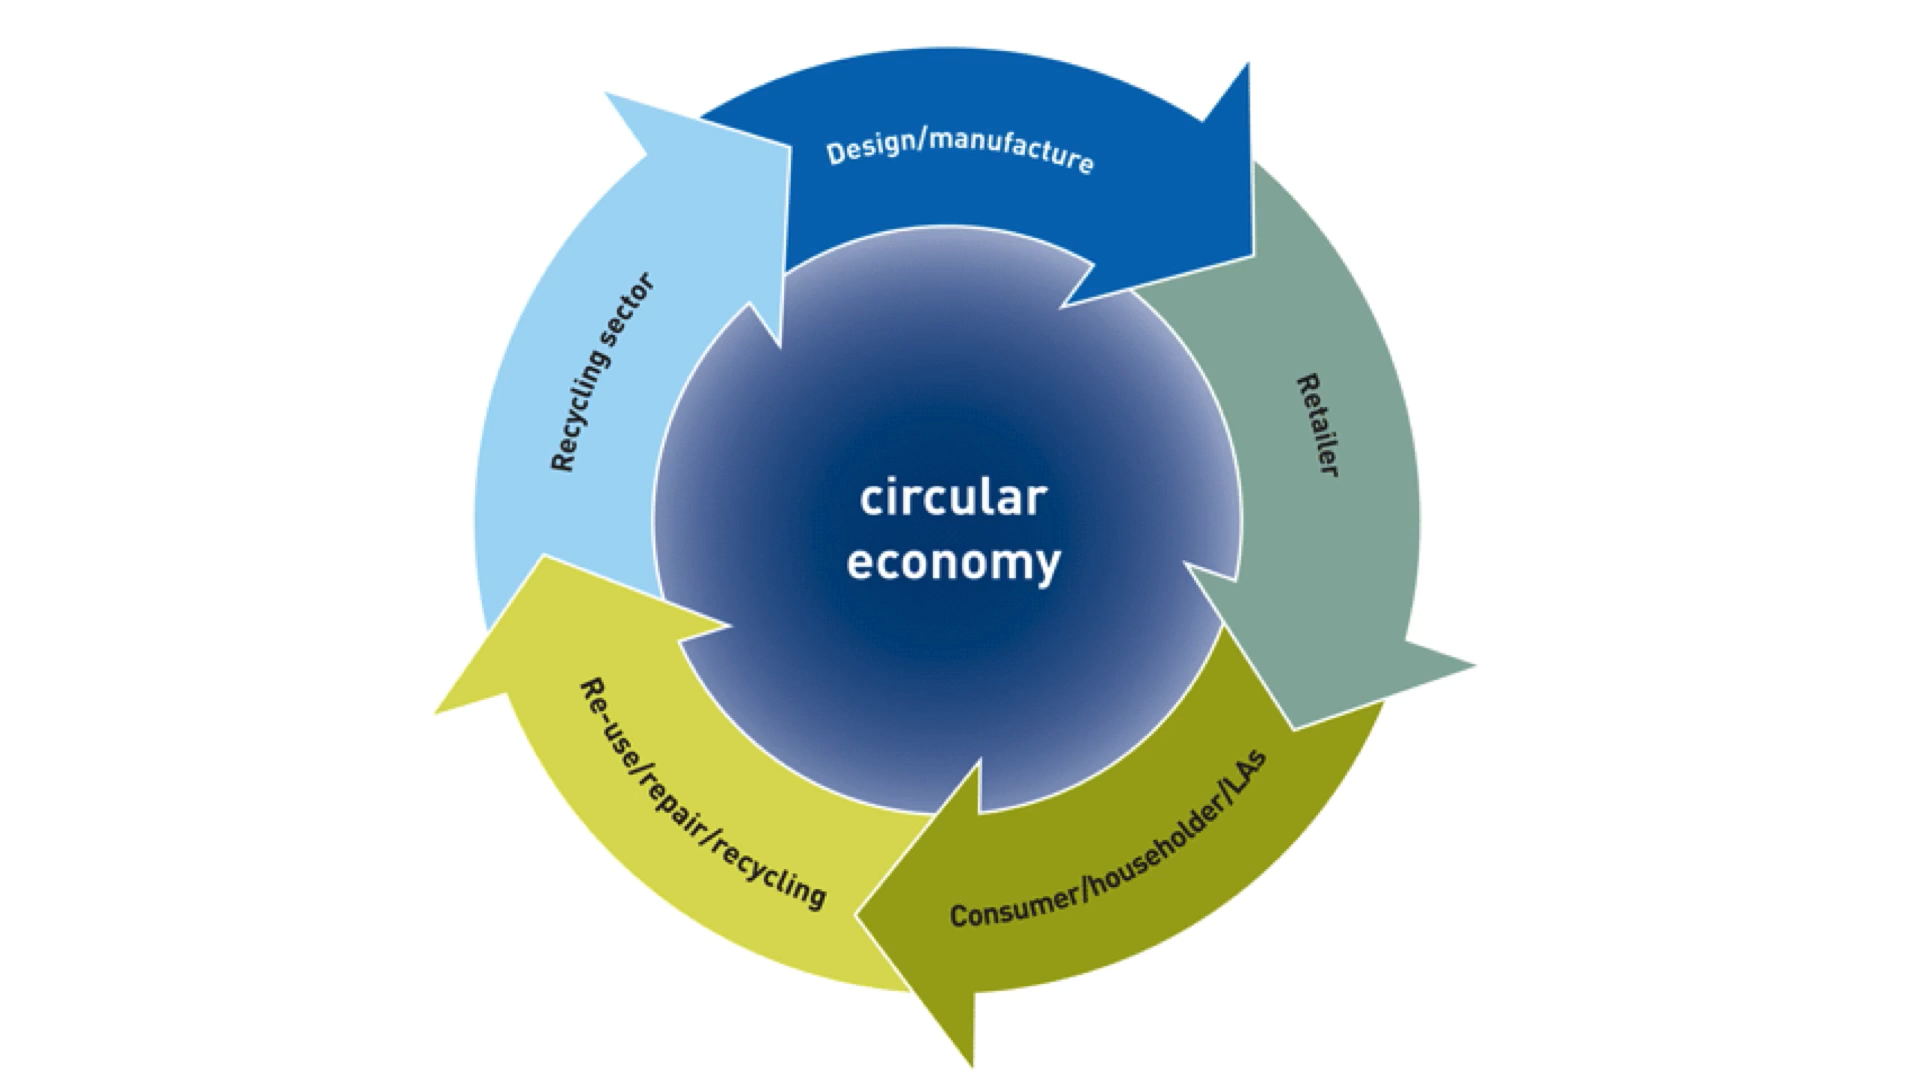 Design/manufacture
Retailer
Consumer/householder/LAs
Re-use/repair/recycling
Recycling sector
circular
economy